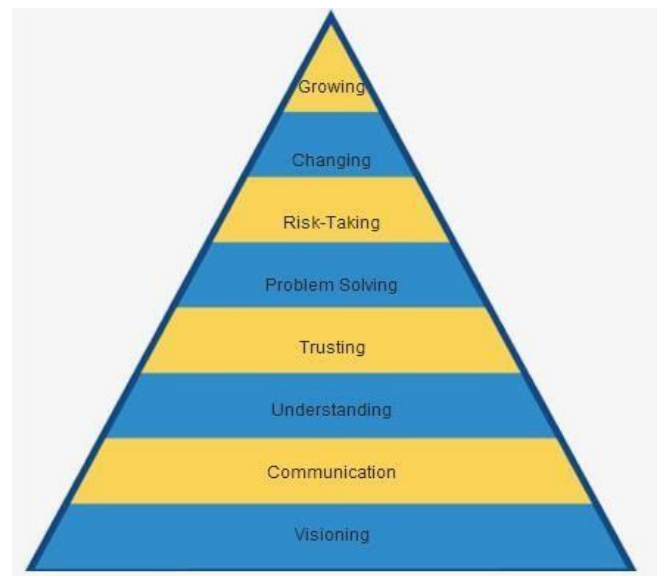 Growing
Changing
Risk-Taking
Problem Solving
Trusting
Understanding
Communication
Visioning